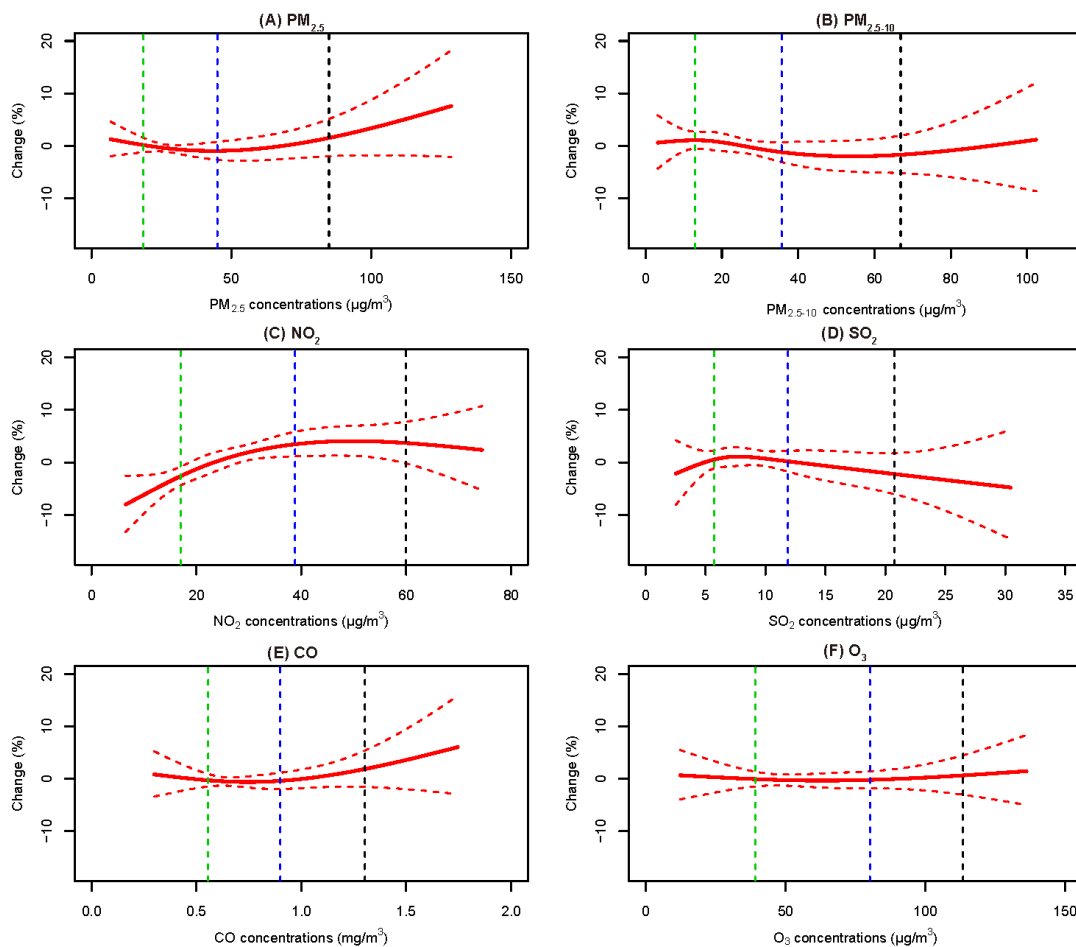 (A) PM2.5
Change (%)
20
10
0
−10
0 50 100 150
PM2.5 concentrations (μg/m3)
(B) PM2.5-10
Change (%)
20
10
0
−10
0 20 40 60 80 100
PM2.5-10 concentrations (μg/m3)
(C) NO2
Change (%)
20
10
0
−10
0 20 40 60 80
NO2 concentrations (μg/m3)
(D) SO2
Change (%)
20
10
0
−10
0 5 10 15 20 25 30 35
SO2 concentrations (μg/m3)
(E) CO
Change (%)
20
10
0
−10
0.0 0.5 1.0 1.5 2.0
CO concentrations (mg/m3)
(F) O3
Change (%)
20
10
0
−10
0 50 100 150
O3 concentrations (μg/m3)